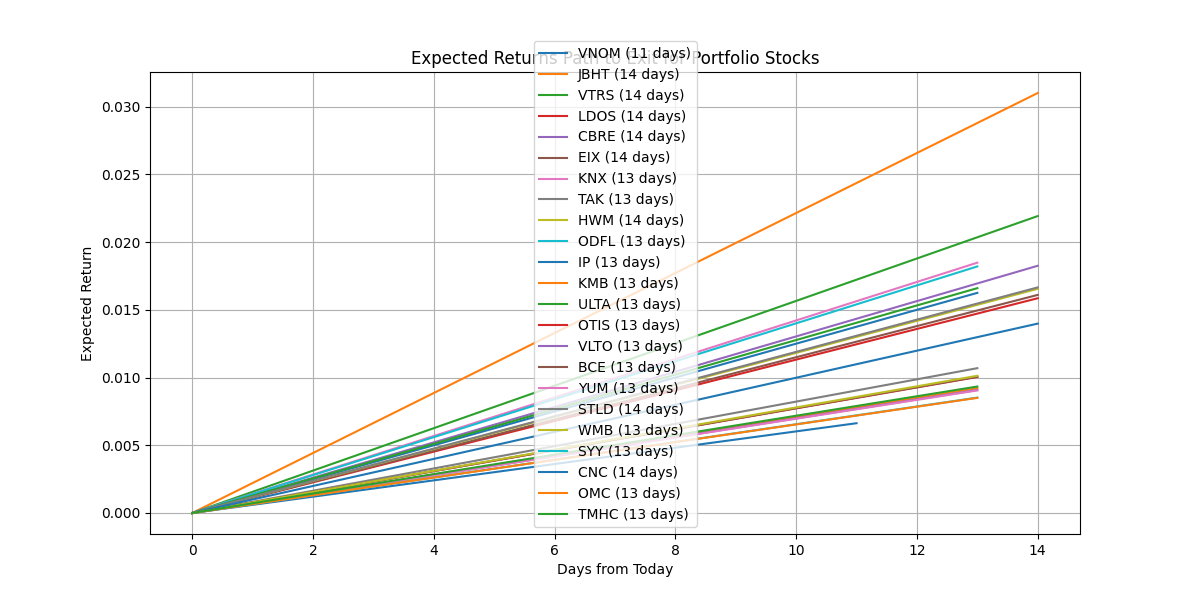 Expected Returns Path to Exit for Portfolio Stocks
VNOM (11 days)
JBHT (14 days)
VTRS (14 days)
LDOS (14 days)
CBRE (14 days)
EIX (14 days)
KNX (13 days)
TAK (13 days)
HWM (14 days)
ODFL (13 days)
IP (13 days)
KMB (13 days)
ULTA (13 days)
OTIS (13 days)
VLTO (13 days)
BCE (13 days)
YUM (13 days)
STLD (14 days)
WMB (13 days)
SYY (13 days)
CNC (14 days)
OMC (13 days)
TMHC (13 days)
Expected Return
0.030
0.025
0.020
0.015
0.010
0.005
0.000
0 2 4 6 8 10 12 14
Days from Today